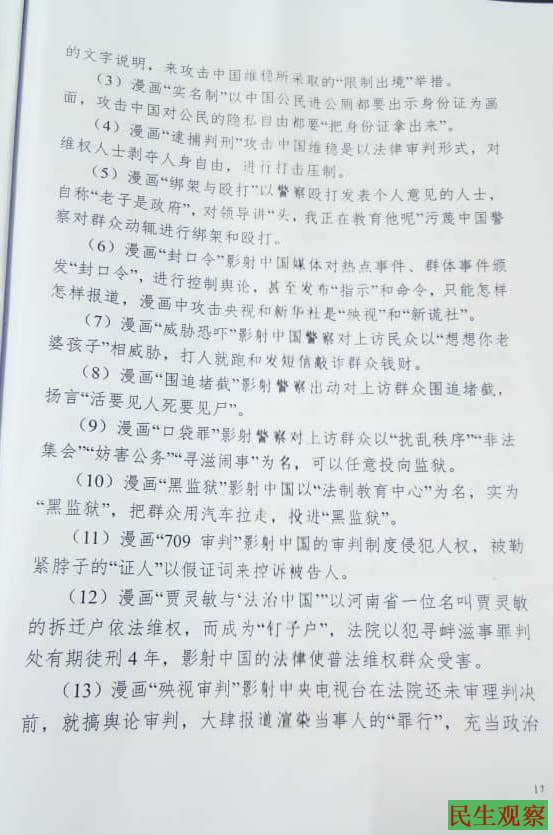 的文字说明，来攻击中国维稳所采取的“限制出境”举措。
（3）漫画“实名制”以中国公民进公厕都要出示身份证为画
面，攻击中国对公民的隐私自由都要“把身份证拿出来”。
（4）漫画“逮捕判刑”攻击中国维稳是以法律审判形式，对
维权人士剥夺人身自由，进行打击压制。
（5）漫画“绑架与殴打”以警察殴打发表个人意见的人士，
自称“老子是政府”，对领导讲“头，我正在教育他呢”污蔑中国警
察对群众动辄进行绑架和殴打。
（6）漫画“封口令”影射中国媒体对热点事件、群体事件颁
发“封口令”，进行控制舆论，甚至发布“指示”和命令，只能怎样
怎样报道，漫画中攻击央视和新华社是“殃视”和“新谎社”。
（7）漫画“威胁恐吓”影射中国警察对上访民众以“想想你老
婆孩子”相威胁，打人就跑和发短信敲诈群众钱财。
（8）漫画“围追堵截”影射警察出动对上访群众围追堵截，
扬言“活要见人死要见尸”。
（9）漫画“口袋罪”影射警察对上访群众以“扰乱秩序”“非法
集会”“妨害公务”“寻滋闹事”为名，可以任意投向监狱。
（10）漫画“黑监狱”影射中国以“法制教育中心”为名，实为
“黑监狱”，把群众用汽车拉走，投进“黑监狱”。
（11）漫画“709 审判”影射中国的审判制度侵犯人权，被勒
紧脖子的“证人”以假证词来控诉被告人。
（12）漫画“贾灵敏与‘法治中国’”以河南省一位名叫贾灵敏
的拆迁户依法维权，而成为“钉子户”，法院以犯寻衅滋事罪判
处有期徒刑 4 年，影射中国的法律使普法维权群众受害。
（13）漫画“殃视审判”影射中央电视台在法院还未审理判决
前，就搞舆论审判，大肆报道渲染当事人的“罪行”，充当政治
17
民生观察